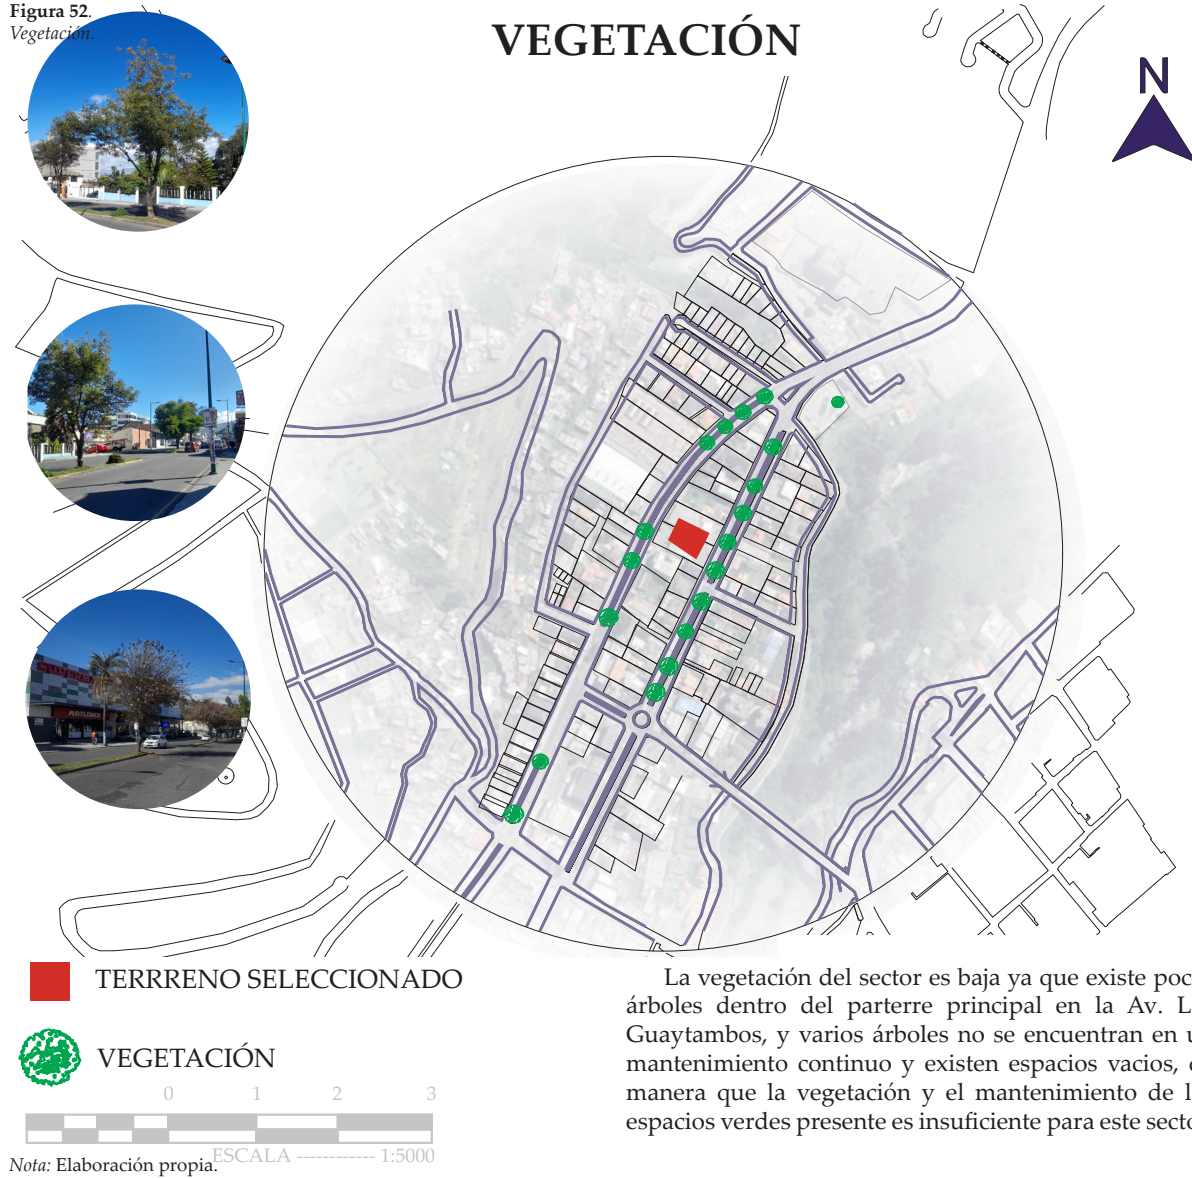 Figura 52.
Vegetación.
VEGETACIÓN
N
MAYFLOWER
TERRRENO SELECCIONADO
VEGETACIÓN
0 1 2 3
ESCALA ------------ 1:5000
Nota: Elaboración propia.
La vegetación del sector es baja ya que existe poc
árboles dentro del parterre principal en la Av. L
Guaytambos, y varios árboles no se encuentran en u
mantenimiento continuo y existen espacios vacios, d
manera que la vegetación y el mantenimiento de l
espacios verdes presente es insuficiente para este secto